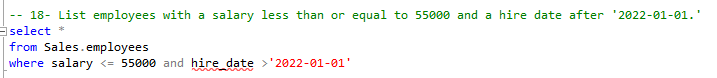 -- 18- List employees with a salary less than or equal to 55000 and a hire date after '2022-01-01.'
select *
from Sales.employees
where salary <= 55000 and hire_date >'2022-01-01'